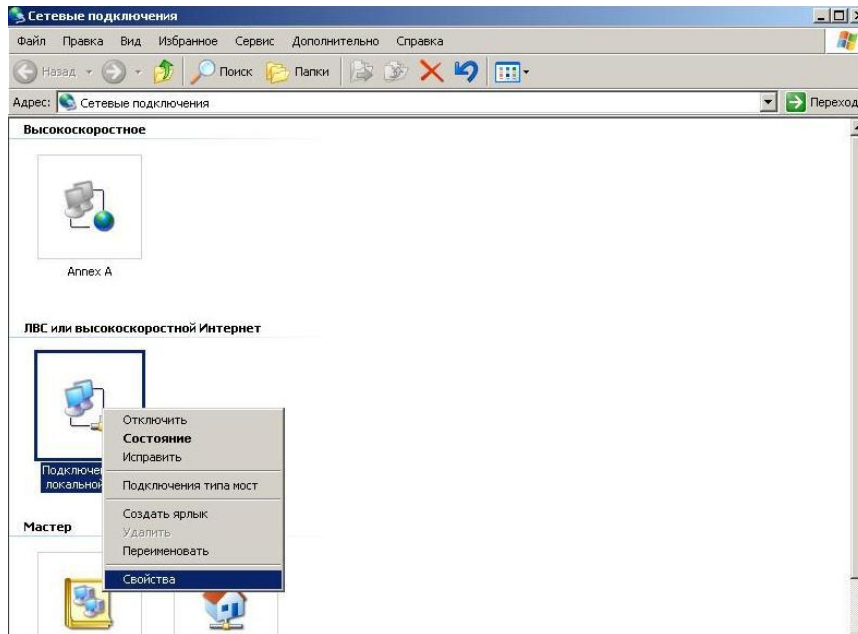 Сетевые подключения
Файл Правка Вид Избранное Сервис Дополнительно Справка
Назад Поиск Папки
Адрес: Сетевые подключения Переход
Высокоскоростное
Annex A
ЛВС или высокоскоростной Интернет
Отключить
Состояние
Исправить
Подключения типа мост
Создать ярлык
Удалить
Переименовать
Свойства
локальной
Мастер